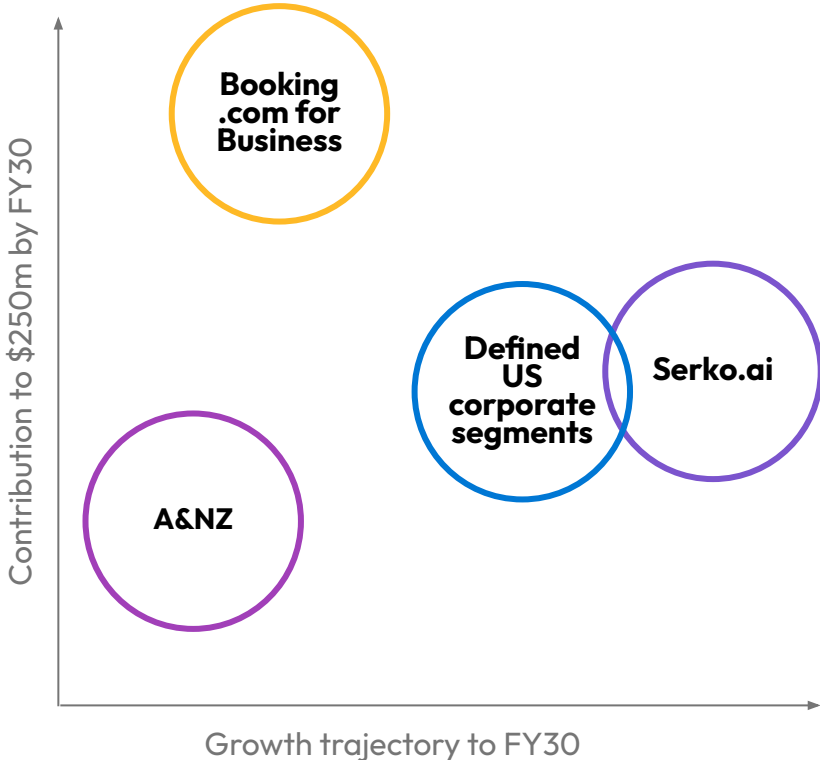 Contribution to $250m by FY30
Booking
.com for
Business
Defined
US
corporate
segments
Serko.ai
A&NZ
Growth trajectory to FY30